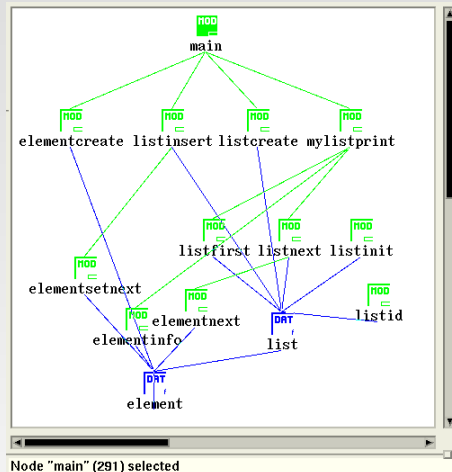 MOD
main
MOD MOD MOD MOD
elementcreate listinsert listcreate mylistprint
MOD MOD MOD
listfirst listnext listinit
MOD
elementsetnext
MOD
elementnext
MOD
listid
MOD
elementinfo
DAT
list
DAT
element
Node "main" (291) selected